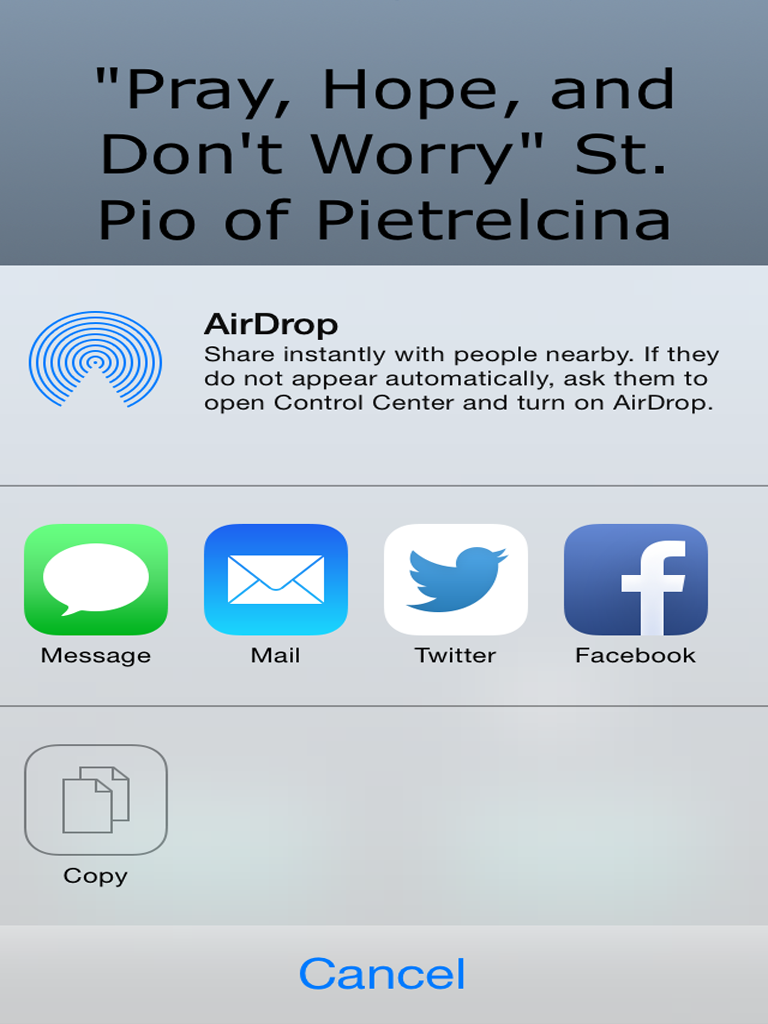 "Pray, Hope, and
Don't Worry" St.
Pio of Pietrelcina
AirDrop
Share instantly with people nearby. If they
do not appear automatically, ask them to
open Control Center and turn on AirDrop.
Message Mail Twitter Facebook
Copy
Cancel